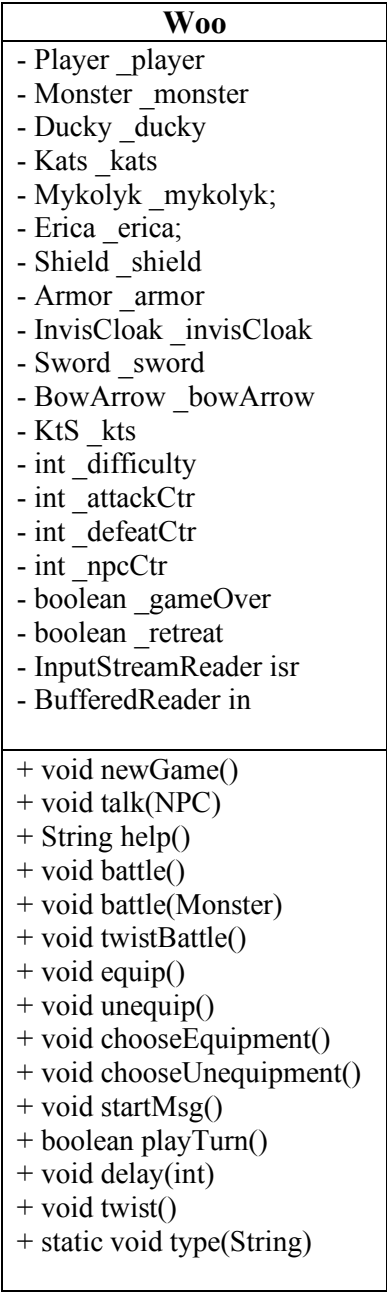 Woo
- Player _player
- Monster _monster
- Ducky _ducky
- Kats _kats
- Mykolyk _mykolyk;
- Erica _erica;
- Shield _shield
- Armor _armor
- InvisCloak _invisCloak
- Sword _sword
- BowArrow _bowArrow
- KtS _kts
- int _difficulty
- int _attackCtr
- int _defeatCtr
- int _npcCtr
- boolean _gameOver
- boolean _retreat
- InputStreamReader isr
- BufferedReader in
+ void newGame()
+ void talk(NPC)
+ String help()
+ void battle()
+ void battle(Monster)
+ void twistBattle()
+ void equip()
+ void unequip()
+ void chooseEquipment()
+ void chooseUnequipment()
+ void startMsg()
+ boolean playTurn()
+ void delay(int)
+ void twist()
+ static void type(String)